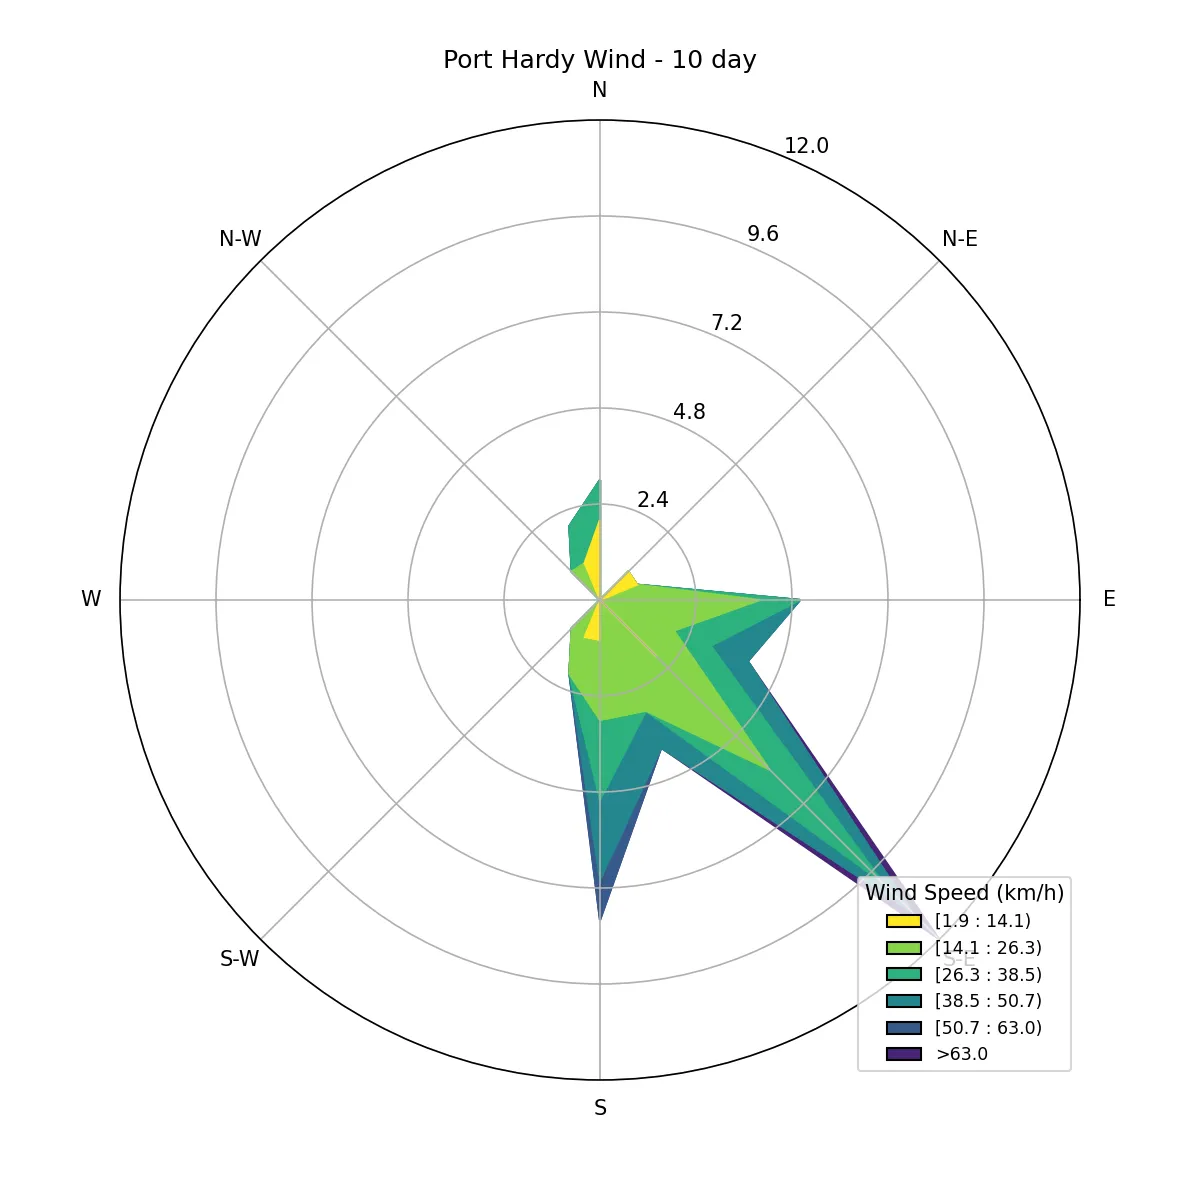 Port Hardy Wind - 10 day
N
12.0
N-W
9.6
N-E
7.2
4.8
2.4
W
E
Wind Speed (km/h)
[1.9 : 14.1)
[14.1 : 26.3)
S-W
S-E
[26.3 : 38.5)
[38.5 : 50.7)
[50.7 : 63.0)
>63.0
S